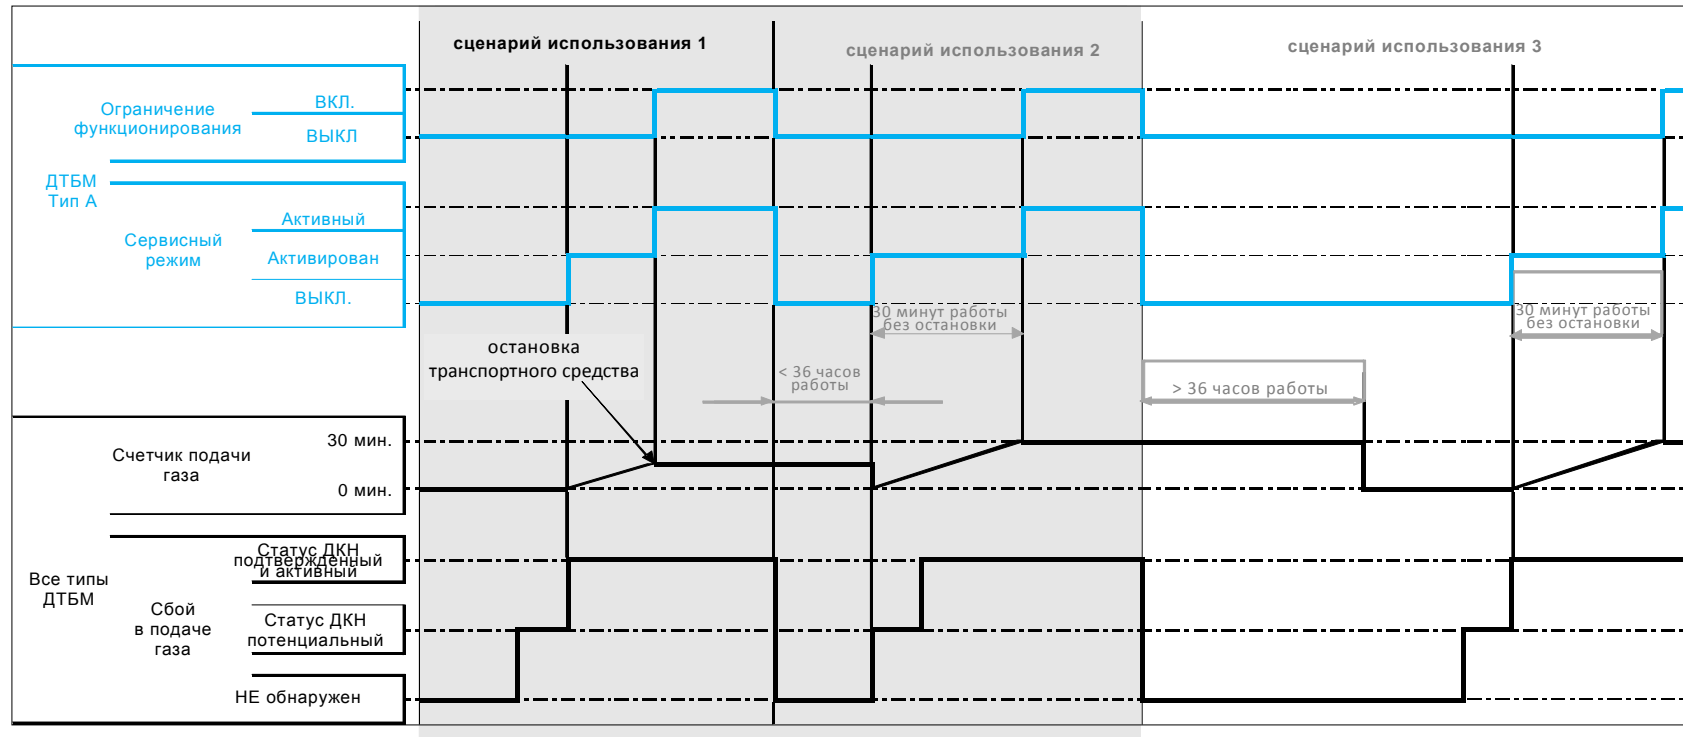 сценарий использования 1
сценарий использования 2
сценарий использования 3
Ограничение
функционирования
ВКЛ.
ВЫКЛ
ДТБМ
Тип А
Сервисный
режим
Активный
Активирован
ВЫКЛ.
30 минут работы
без остановки
30 минут работы
без остановки
остановка
транспортного средства
< 36 часов
работы
> 36 часов работы
Счетчик подачи
газа
30 мин.
0 мин.
Все типы
ДТБМ
Сбой
в подаче
газа
Статус ДКН
подтвержденный
и активный
Статус ДКН
потенциальный
НЕ обнаружен